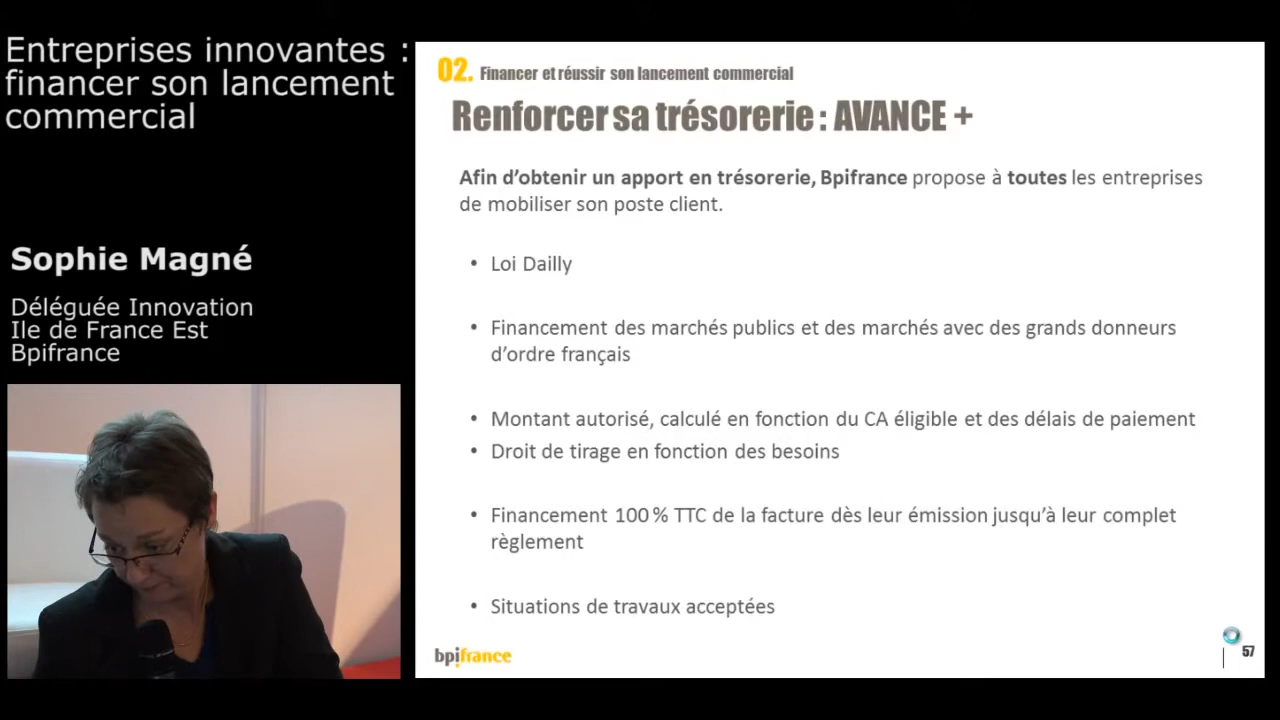 Entreprises innovantes :
financer son lancement
commercial
Sophie Magné
Déléguée Innovation
Ile de France Est
Bpifrance
02. Financer et réussir son lancement commercial
Renforcer sa trésorerie : AVANCE +
Afin d’obtenir un apport en trésorerie, Bpifrance propose à toutes les entreprises
de mobiliser son poste client.
• Loi Dailly
• Financement des marchés publics et des marchés avec des grands donneurs
d’ordre français
• Montant autorisé, calculé en fonction du CA éligible et des délais de paiement
• Droit de tirage en fonction des besoins
• Financement 100 % TTC de la facture dès leur émission jusqu’à leur complet
règlement
• Situations de travaux acceptées
bpifrance
57